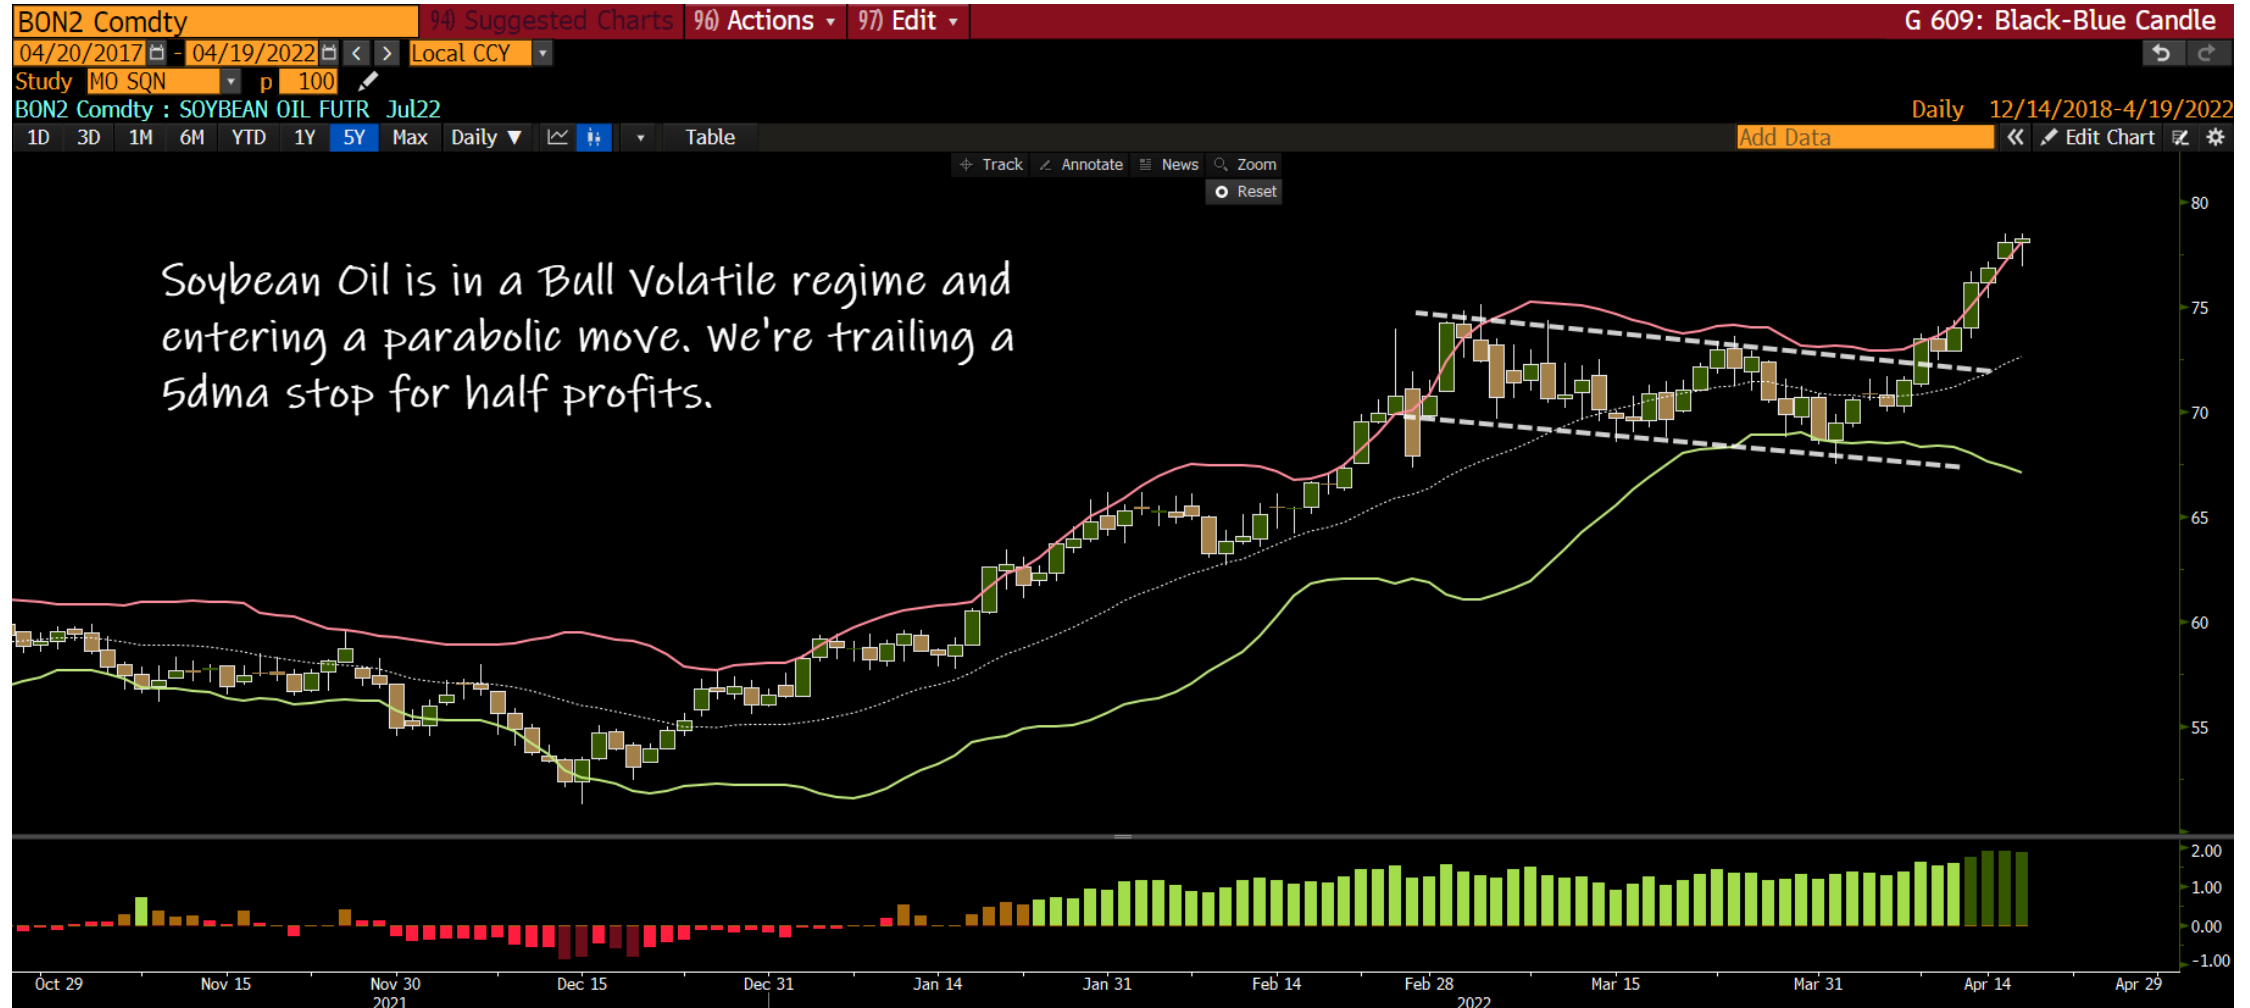 BON2 Comdty 94) Suggested Charts 96) Actions 97) Edit G 609: Black-Blue Candle
04/20/2017 - 04/19/2022 < > Local CCY
Study MO SQN p 100
BON2 Comdty : SOYBEAN OIL FUTR Jul22 Daily 12/14/2018-4/19/2022
1D 3D 1M 6M YTD 1Y 5Y Max Daily ▼ Table Add Data « Edit Chart
Track Annotate News Zoom
Reset
80
Soybean Oil is in a Bull Volatile regime and
entering a parabolic move. We're trailing a
5dma stop for half profits.
75
70
65
60
55
2.00
1.00
0.00
-1.00
Oct 29 Nov 15 Nov 30 Dec 15 Dec 31 Jan 14 Jan 31 Feb 14 Feb 28 Mar 15 Mar 31 Apr 14 Apr 29
2021 2022